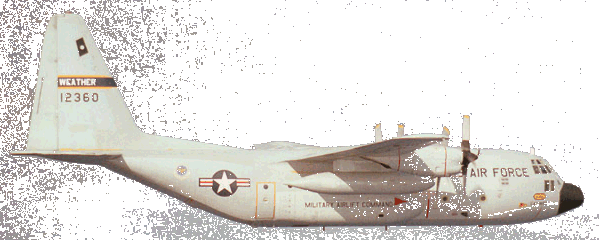 WEATHER
12360
AIR FORCE
MILITARY AIRLIFT COMMAND